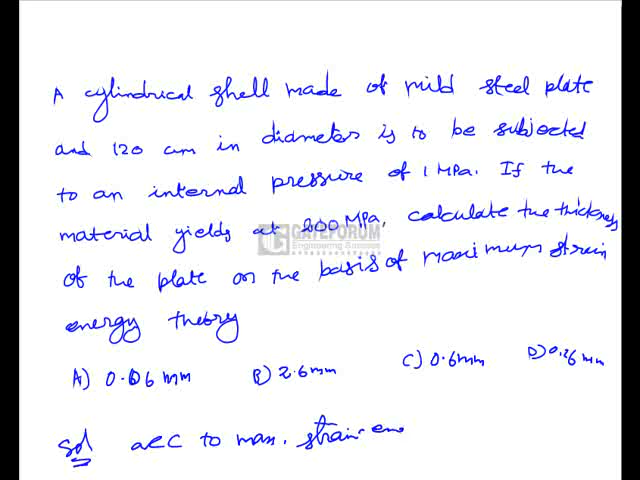 A cylindrical shell made of mild steel plate
and 120 cm in diameter is to be subjected
to an internal pressure of 1 MPa. If the
material yields at 200 MPa, calculate the thickness
GATEFORUM
Engineering Success
of the plate on the basis of maximum strain
energy theory
A) 0.06 mm B) 2.6 mm C) 0.6 mm D) 0.26 mm
Sol acc to max. strain ene